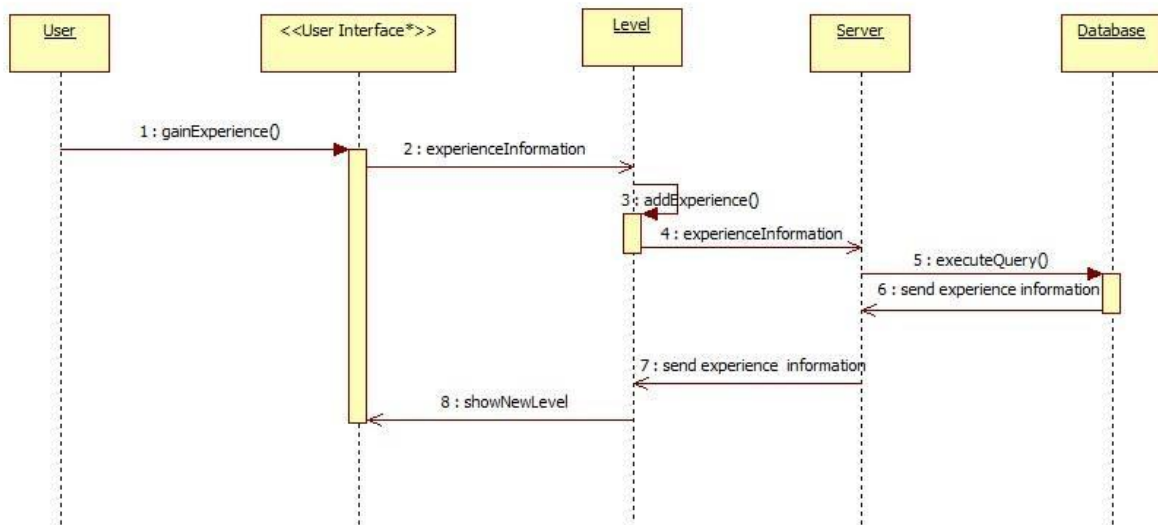 User
<<User Interface*>>
Level
Server
Database
1 : gainExperience()
2 : experienceInformation
3 : addExperience()
4 : experienceInformation
5 : executeQuery()
6 : send experience information
7 : send experience information
8 : showNewLevel